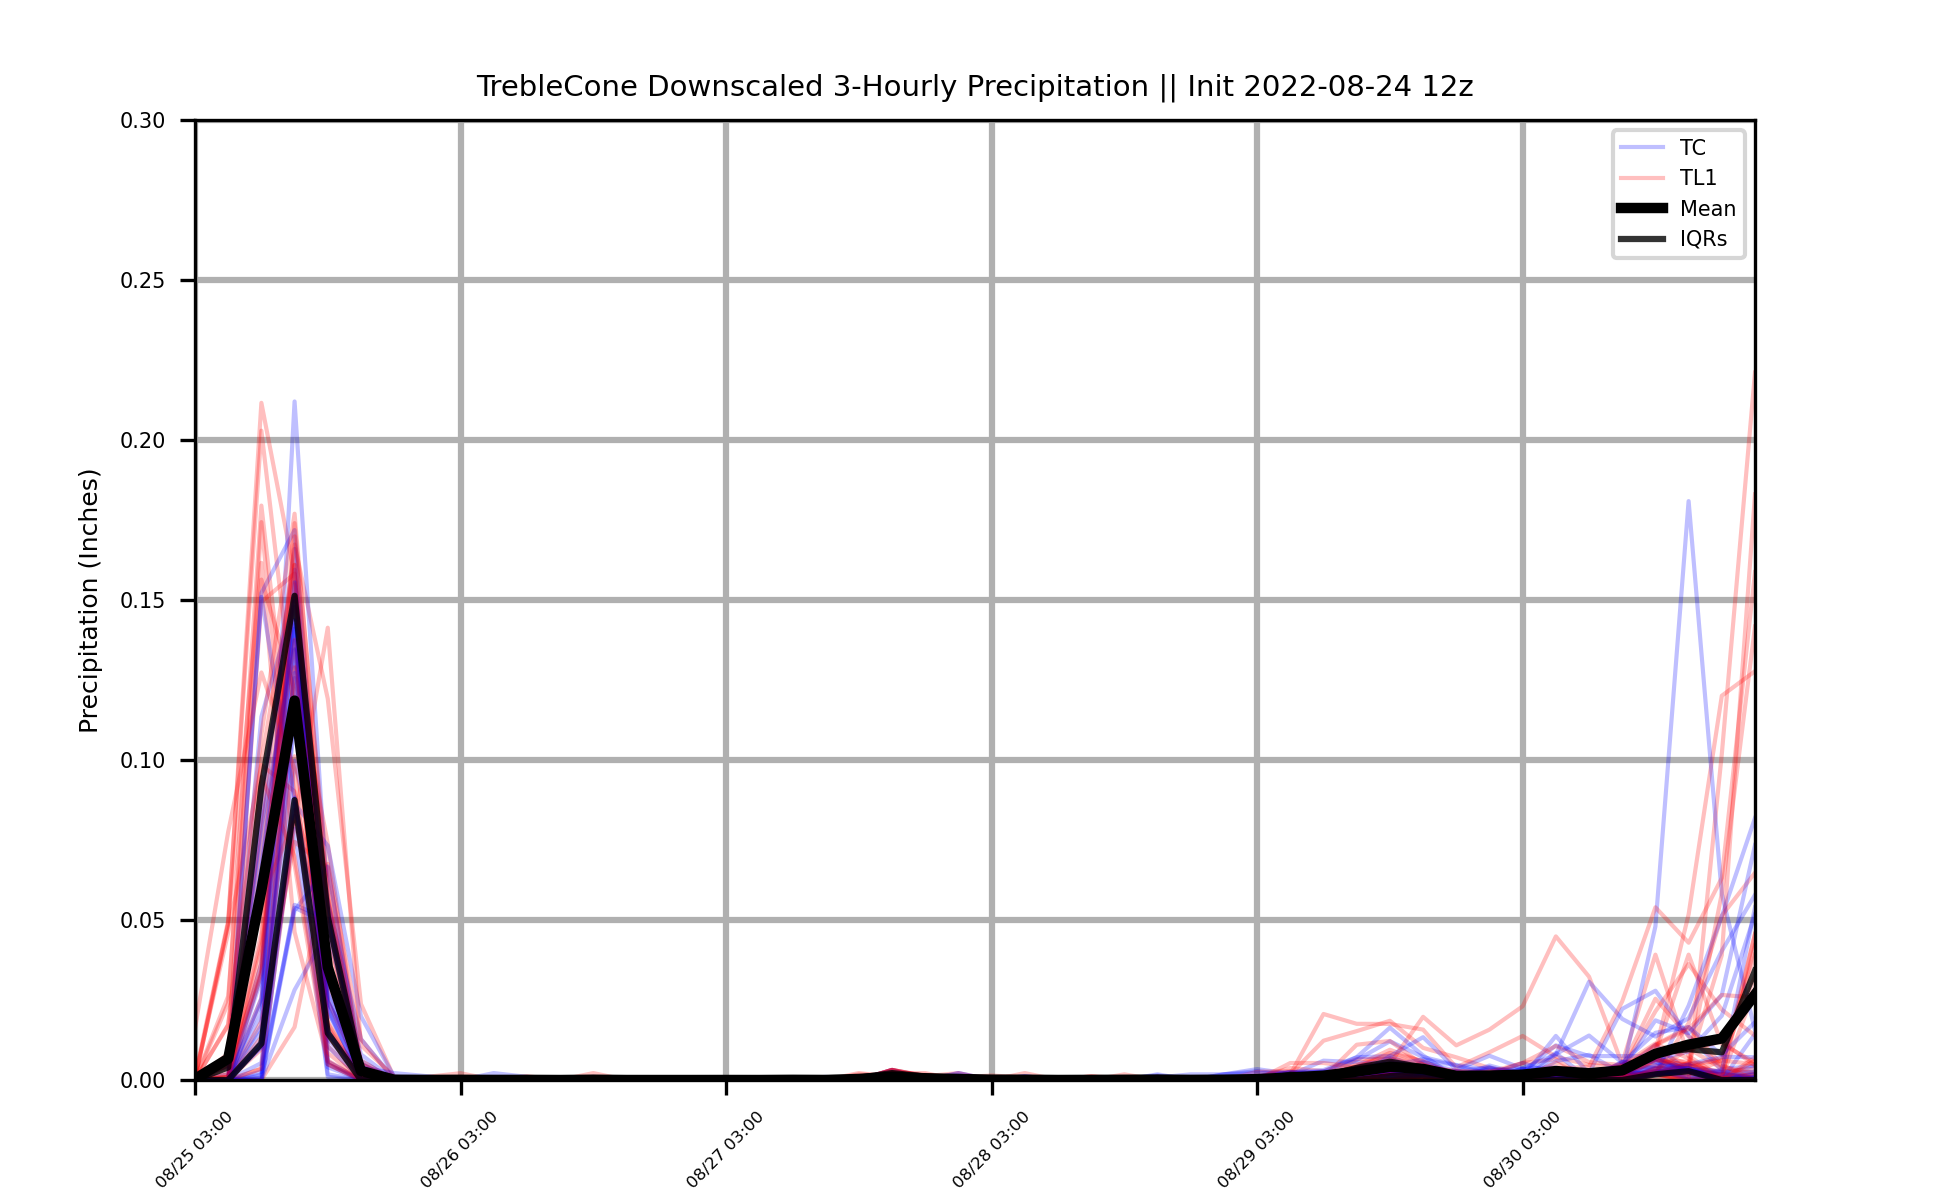 TrebleCone Downscaled 3-Hourly Precipitation || Init 2022-08-24 12z
Precipitation (Inches)
0.30
0.25
0.20
0.15
0.10
0.05
0.00
TC
TL1
Mean
IQRs
08/25 03:00
08/26 03:00
08/27 03:00
08/28 03:00
08/29 03:00
08/30 03:00